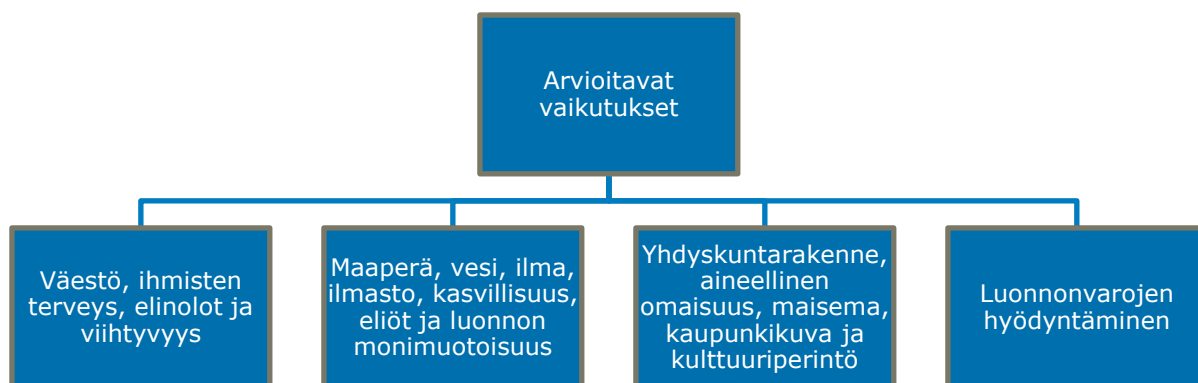 Arvioitavat
vaikutukset
Väestö, ihmisten
terveys, elinolot ja
viihtyvyys
Maaperä, vesi, ilma,
ilmasto, kasvillisuus,
eliöt ja luonnon
monimuotoisuus
Yhdyskuntarakenne,
aineellinen
omaisuus, maisema,
kaupunkikuva ja
kulttuuriperintö
Luonnonvarojen
hyödyntäminen